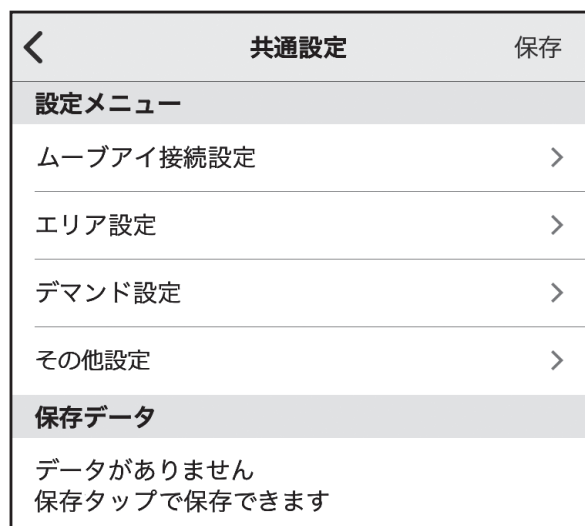 共通設定 保存
設定メニュー
ムーブアイ接続設定
エリア設定
デマンド設定
その他設定
保存データ
データがありません
保存タップで保存できます